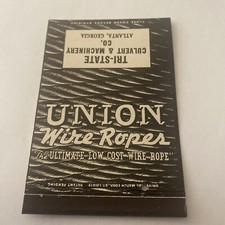 TRI-STATE
CULVERT & MACHINERY
CO.
ATLANTA, GEORGIA
UNION
Wire Ropes
The ULTIMATE LOW COST WIRE ROPE